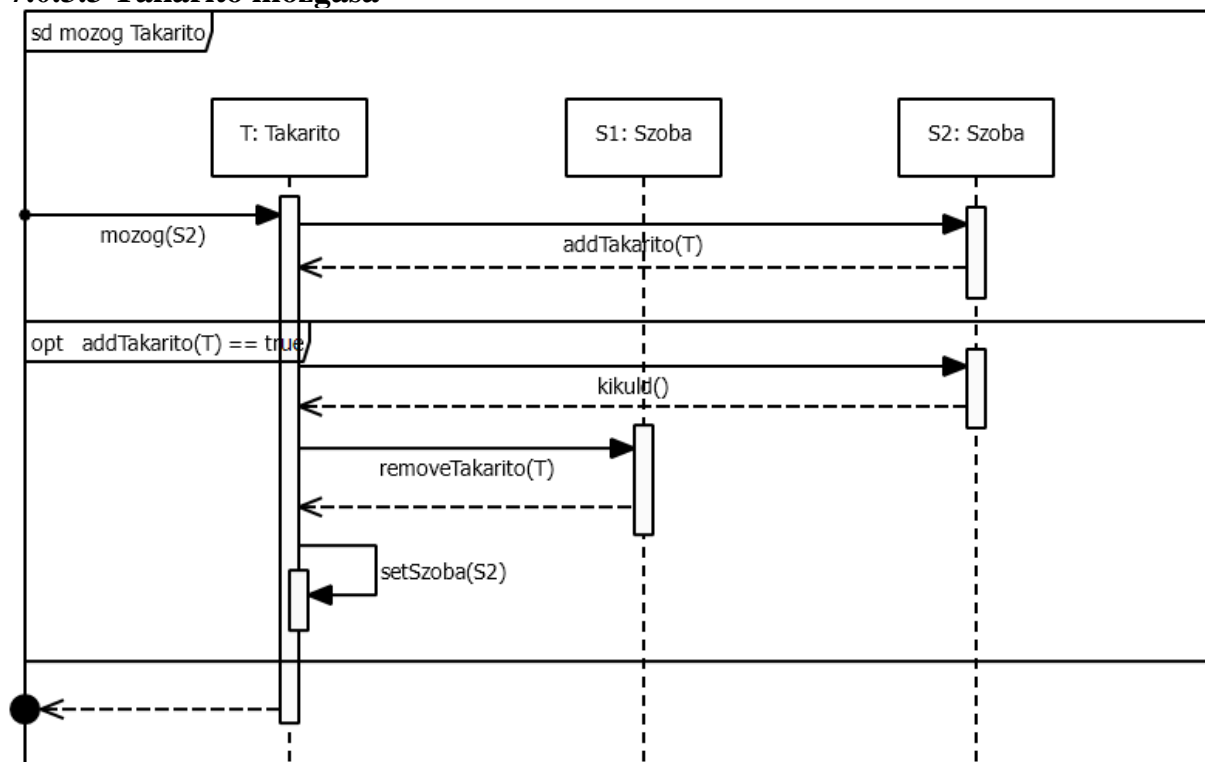 sd mozog Takarito
T: Takarito
S1: Szoba
S2: Szoba
mozog(S2)
addTakarito(T)
opt addTakarito(T) == true
kikuld()
removeTakarito(T)
setSzoba(S2)